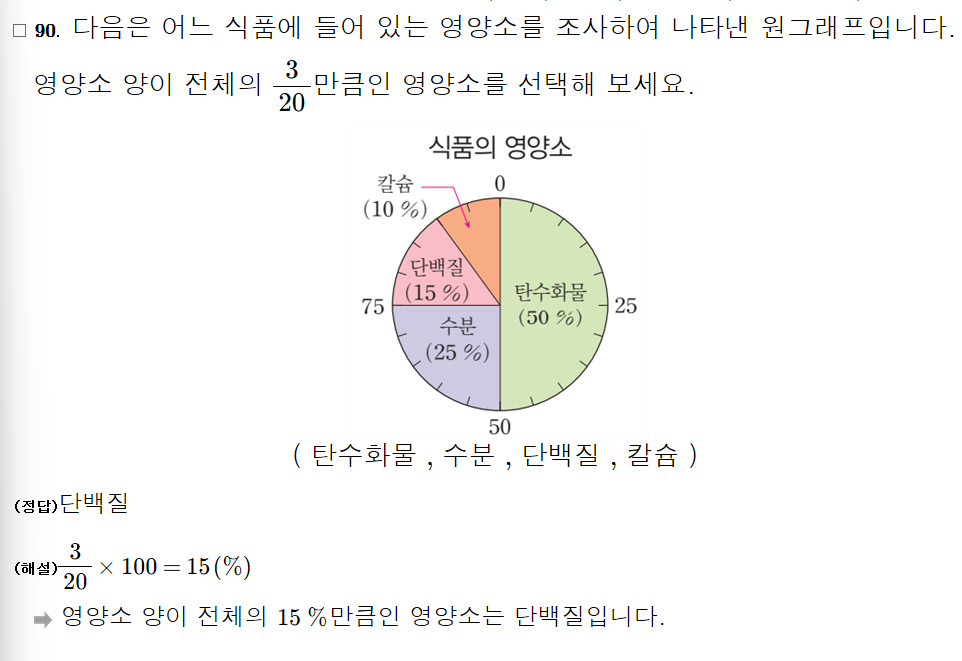 □ 90. 다음은 어느 식품에 들어 있는 영양소를 조사하여 나타낸 원그래프입니다.
영양소 양이 전체의 3/20 만큼인 영양소를 선택해 보세요.
식품의 영양소
칼슘
(10 %)
0
단백질
(15 %)
탄수화물
(50 %)
75
25
수분
(25 %)
50
( 탄수화물 , 수분 , 단백질 , 칼슘 )
(정답)단백질
(해설) 3/20 × 100 = 15(%)
➡ 영양소 양이 전체의 15 %만큼인 영양소는 단백질입니다.